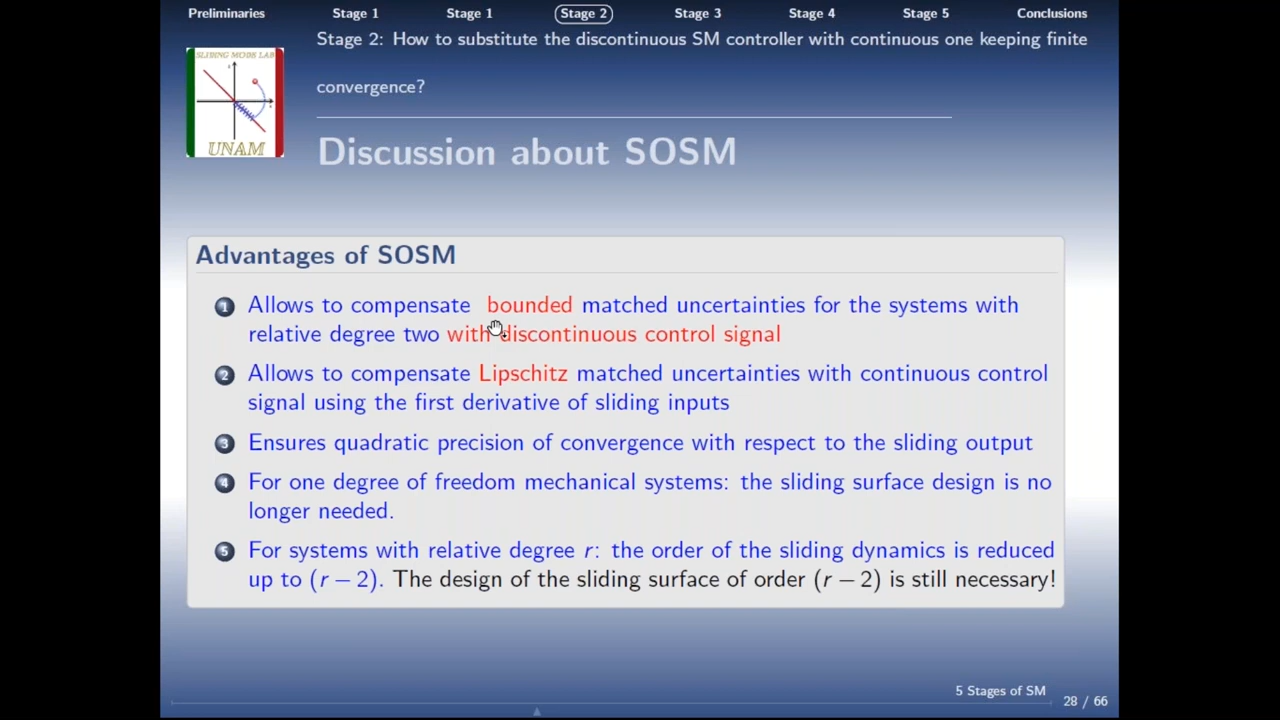 Preliminaries Stage 1 Stage 1 Stage 2 Stage 3 Stage 4 Stage 5 Conclusions
Stage 2: How to substitute the discontinuous SM controller with continuous one keeping finite
convergence?
SLIDING MODE LAB
UNAM
Discussion about SOSM
Advantages of SOSM
1 Allows to compensate bounded matched uncertainties for the systems with
relative degree two with discontinuous control signal
2 Allows to compensate Lipschitz matched uncertainties with continuous control
signal using the first derivative of sliding inputs
3 Ensures quadratic precision of convergence with respect to the sliding output
4 For one degree of freedom mechanical systems: the sliding surface design is no
longer needed.
5 For systems with relative degree r: the order of the sliding dynamics is reduced
up to (r − 2). The design of the sliding surface of order (r − 2) is still necessary!
5 Stages of SM
28 / 66